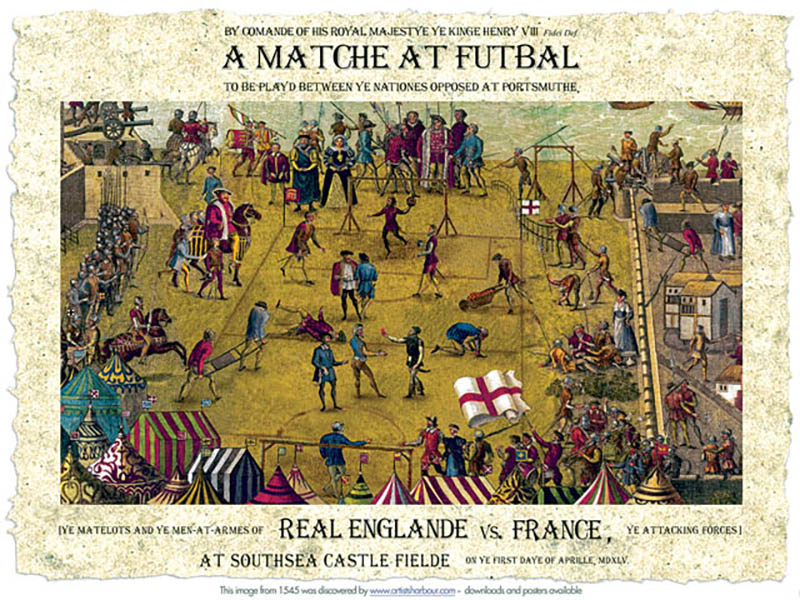 BY COMANDE OF HIS ROYAL MAJESTYE YE KINGE HENRY VIII Fidei Def.
A MATCHE AT FUTBAL
TO BE PLAYD BETWEEN YE NATIONES OPPOSED AT PORTSMUTHE,
[YE MATELOTS AND YE MEN-AT-ARMES OF REAL ENGLANDE VS. FRANCE, YE ATTACKING FORCES]
AT SOUTHSEA CASTLE FIELDE ON YE FIRST DAYE OF APRILLE, MDXLV.
This image from 1545 was discovered by www.artistsharbour.com - downloads and posters available